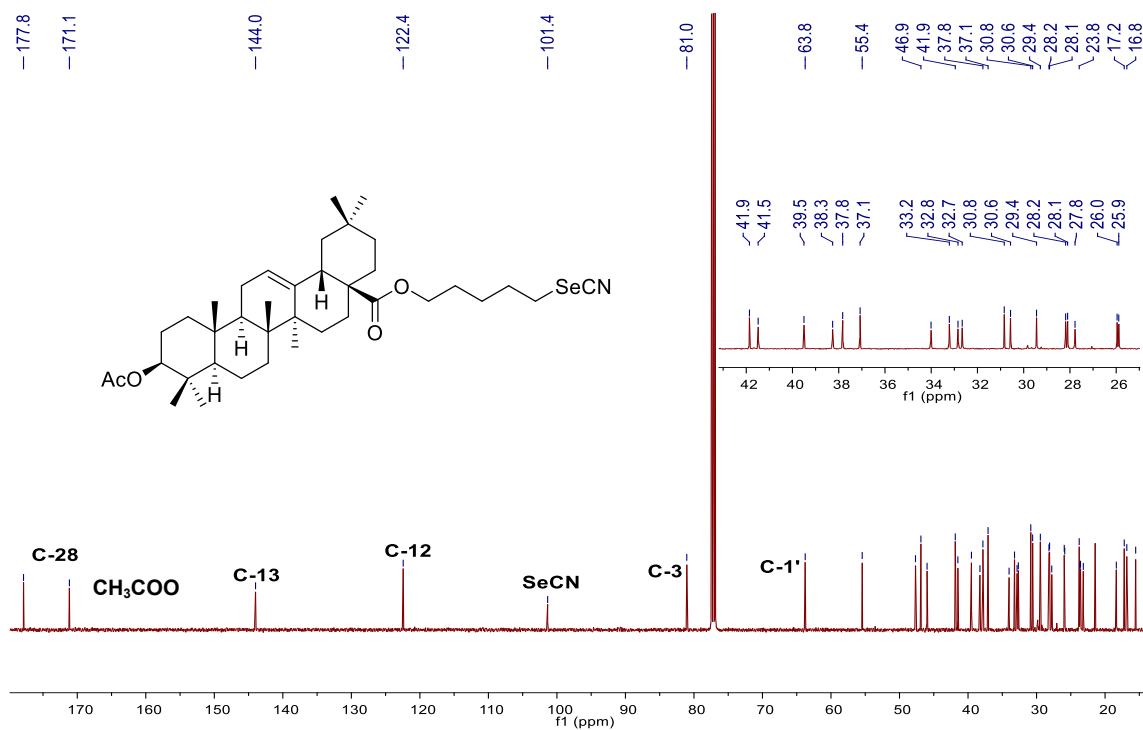 177.8
171.1
144.0
122.4
101.4
81.0
63.8
55.4
46.9
41.9
37.8
37.1
30.8
30.6
29.4
28.2
28.1
23.8
17.2
16.8
41.9
41.5
39.5
38.3
37.8
37.1
33.2
32.8
32.7
30.8
30.6
29.4
28.2
28.1
27.8
26.0
25.9
H
O
O
SeCN
H
H
AcO
42 40 38 36 34 32 30 28 26
f1 (ppm)
C-28
CH₃COO
C-13
C-12
SeCN
C-3
C-1'
170 160 150 140 130 120 110 100 90 80 70 60 50 40 30 20
f1 (ppm)